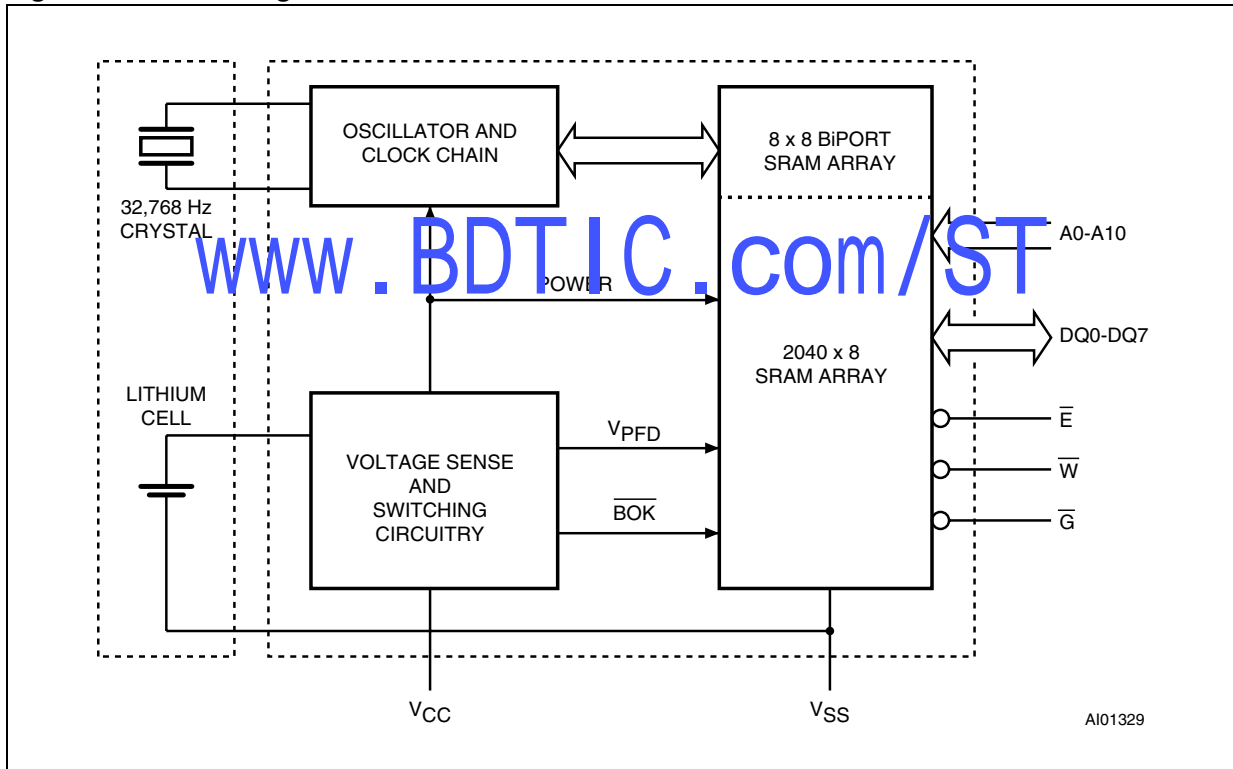 OSCILLATOR AND
CLOCK CHAIN
8 x 8 BiPORT
SRAM ARRAY
32,768 Hz
CRYSTAL
A0-A10
www.BDTIC.com/ST
POWER
DQ0-DQ7
2040 x 8
SRAM ARRAY
LITHIUM
CELL
VPFD
E̅
VOLTAGE SENSE
AND
SWITCHING
CIRCUITRY
W̅
B̅O̅K̅
G̅
VCC
VSS
AI01329